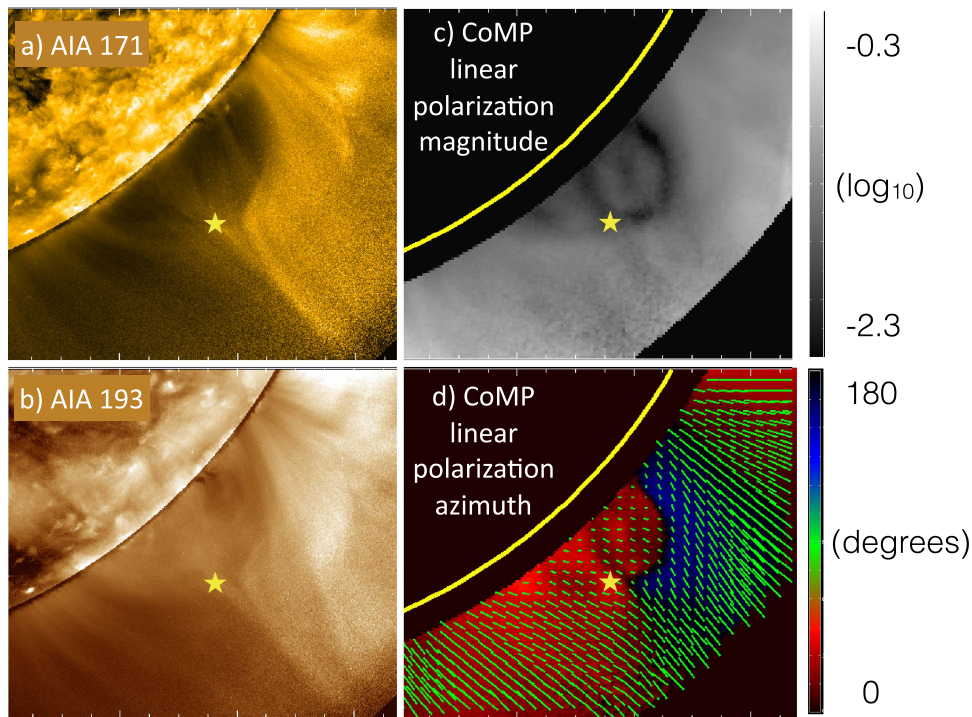 a) AIA 171
c) CoMP
linear
polarization
magnitude
-0.3
(log₁₀)
-2.3
b) AIA 193
d) CoMP
linear
polarization
azimuth
180
(degrees)
0